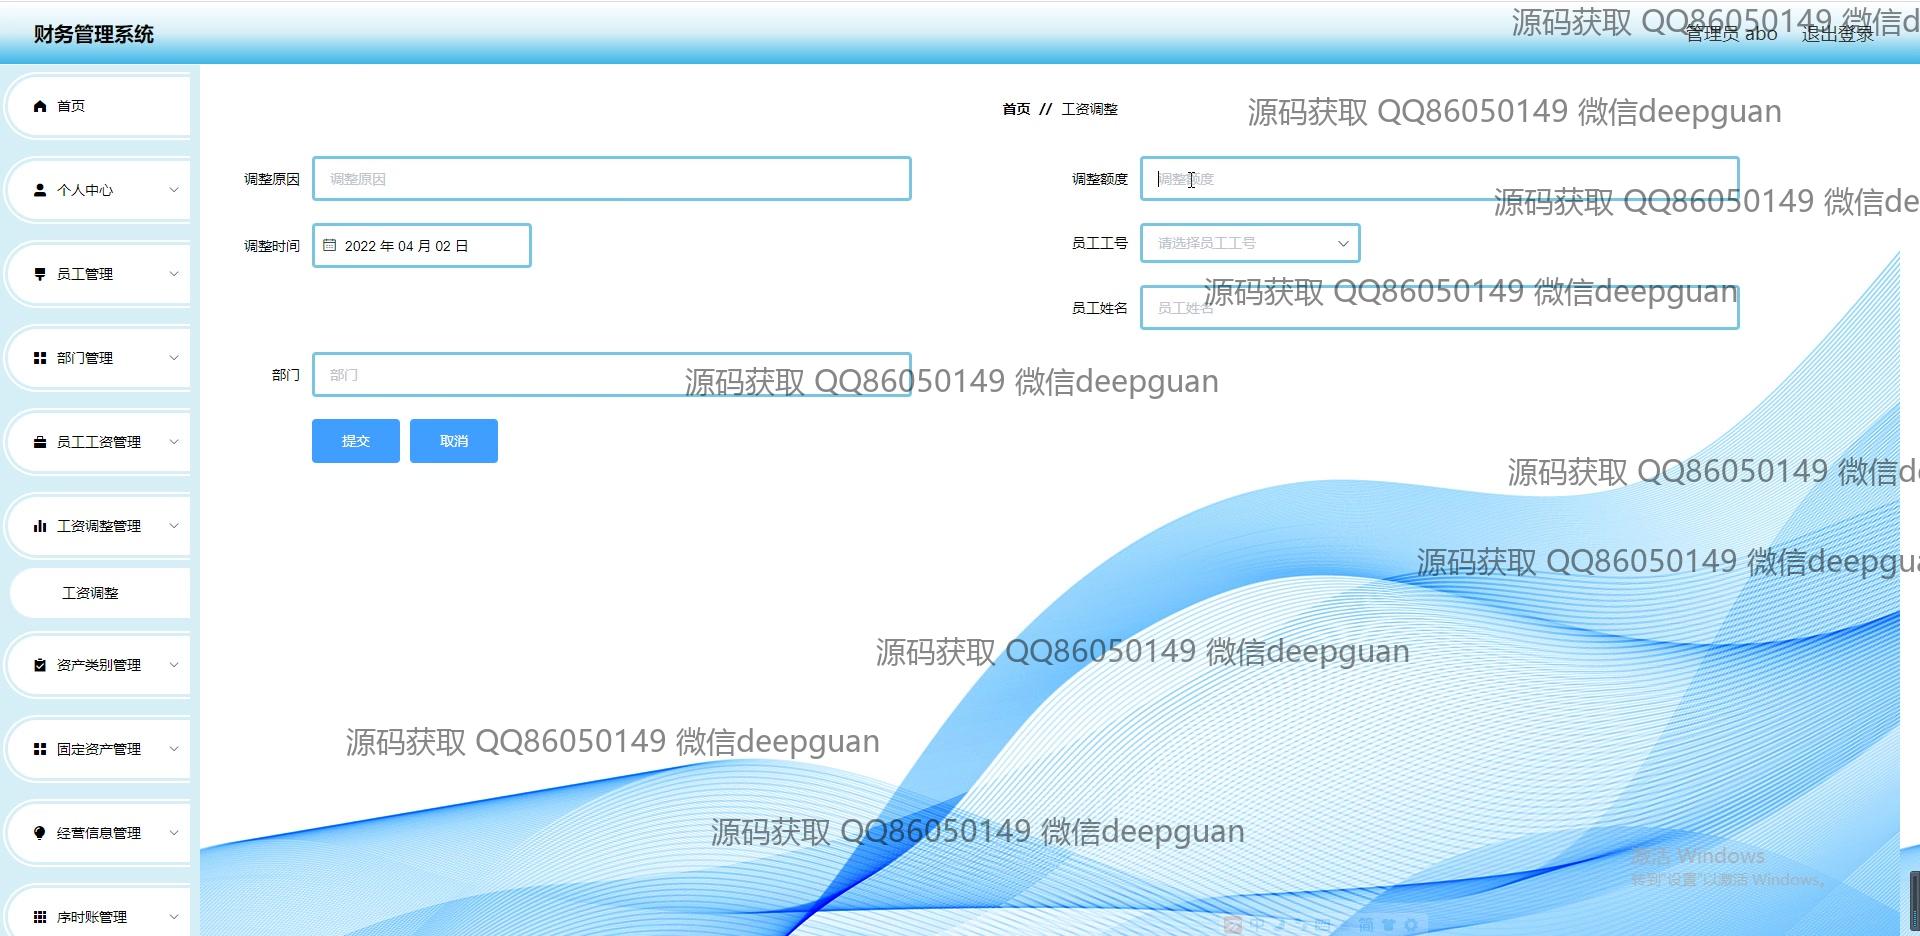 财务管理系统
源码获取 QQ86050149 微信d
管理员 abo 退出登录
首页
首页 // 工资调整
源码获取 QQ86050149 微信deepguan
个人中心
调整原因 调整原因
调整额度 调整额度
源码获取 QQ86050149 微信de
员工管理
调整时间 2022 年 04 月 02 日
员工工号 请选择员工工号
源码获取 QQ86050149 微信deepguan
员工姓名 员工姓名
部门管理
部门 部门
源码获取 QQ86050149 微信deepguan
员工工资管理
提交 取消
源码获取 QQ86050149 微信d
工资调整管理
源码获取 QQ86050149 微信deepgua
工资调整
源码获取 QQ86050149 微信deepguan
资产类别管理
固定资产管理
源码获取 QQ86050149 微信deepguan
经营信息管理
源码获取 QQ86050149 微信deepguan
激活 Windows
转到"设置"以激活 Windows。
序时账管理
中 简